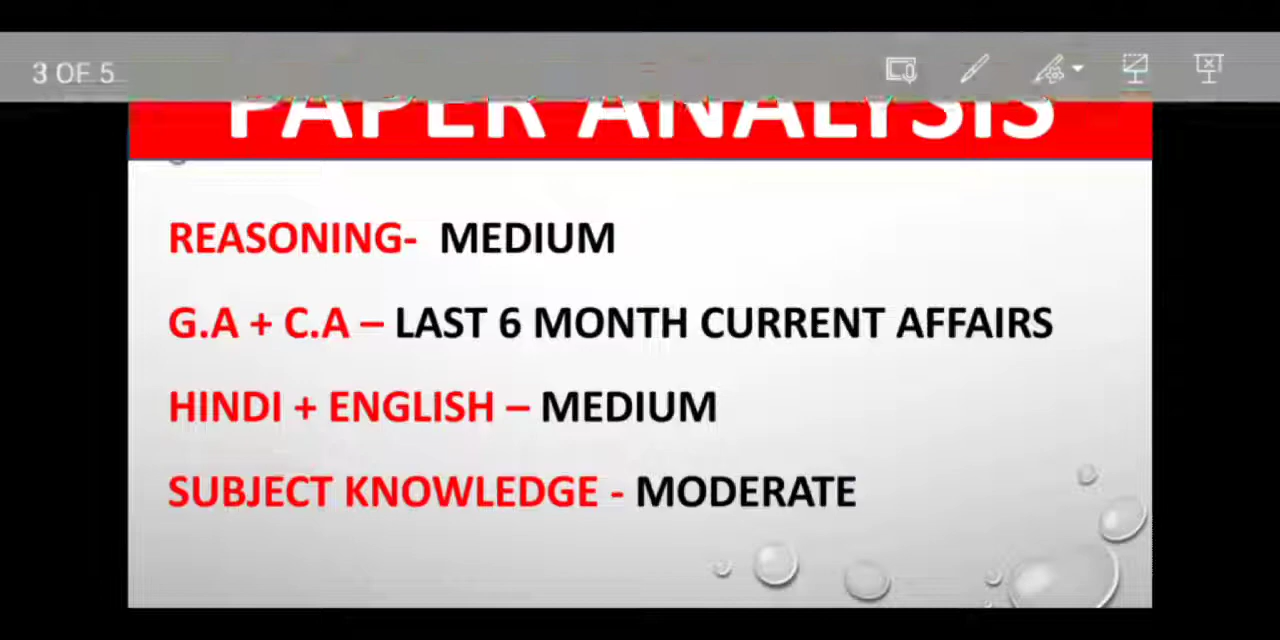 3 OF 5
PAPER ANALYSIS
REASONING- MEDIUM
G.A + C.A – LAST 6 MONTH CURRENT AFFAIRS
HINDI + ENGLISH – MEDIUM
SUBJECT KNOWLEDGE - MODERATE